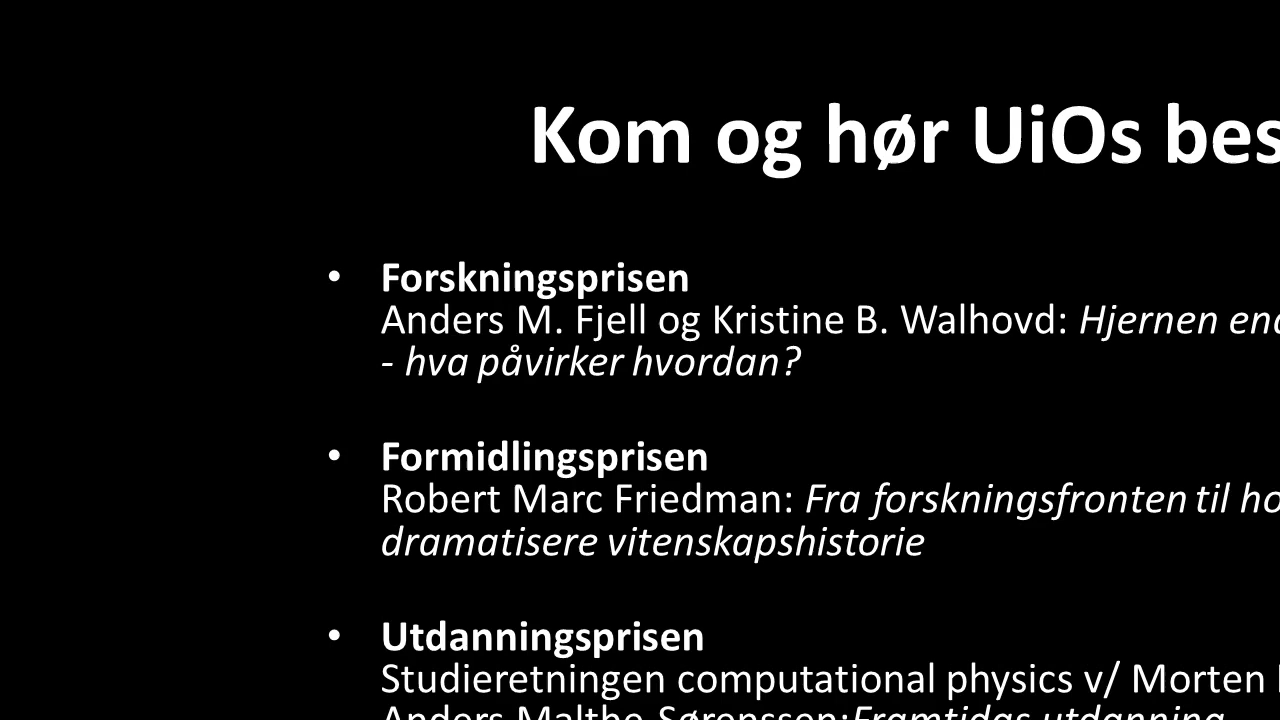 Kom og hør UiOs bes
• Forskningsprisen
Anders M. Fjell og Kristine B. Walhovd: Hjernen end
- hva påvirker hvordan?
• Formidlingsprisen
Robert Marc Friedman: Fra forskningsfronten til ho
dramatisere vitenskapshistorie
• Utdanningsprisen
Studieretningen computational physics v/ Morten
Anders Malthe-Sørenssen:Framtidas utdanning